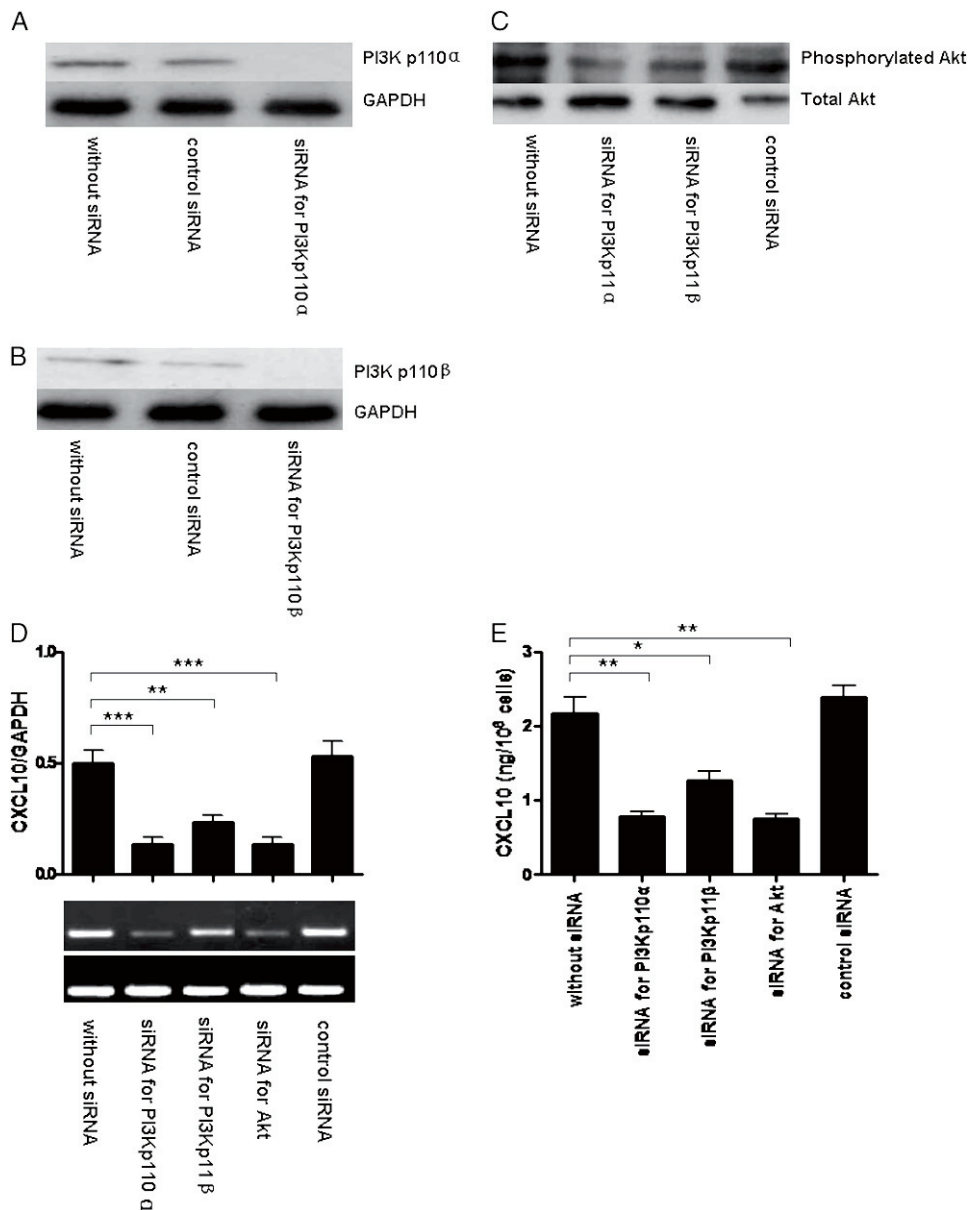 A
PI3K p110α
GAPDH
without siRNA
control siRNA
siRNA for PI3Kp110α
B
PI3K p110β
GAPDH
without siRNA
control siRNA
siRNA for PI3Kp110β
C
Phosphorylated Akt
Total Akt
without siRNA
siRNA for PI3Kp11α
siRNA for PI3Kp11β
control siRNA
D
CXCL10/GAPDH
1.0
0.5
0.0
***
**
***
without siRNA
siRNA for PI3Kp110α
siRNA for PI3Kp11β
siRNA for Akt
control siRNA
E
CXCL10 (ng/10⁶ cells)
3
2
1
0
**
*
**
without siRNA
siRNA for PI3Kp110α
siRNA for PI3Kp11β
siRNA for Akt
control siRNA